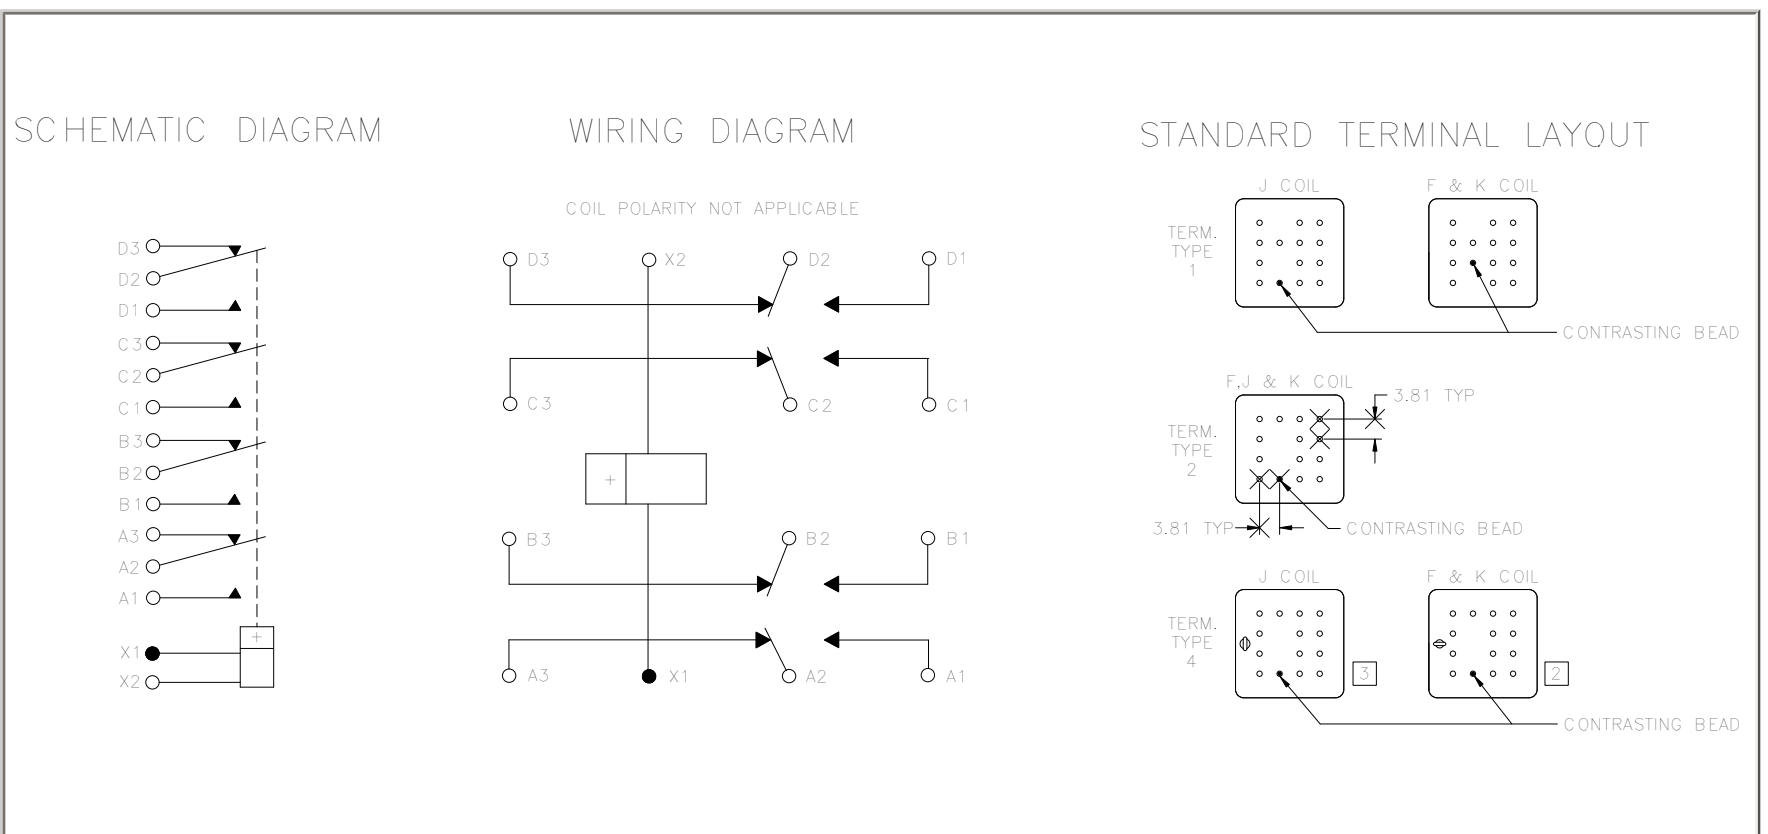 SCHEMATIC DIAGRAM
D3
D2
D1
C3
C2
C1
B3
B2
B1
A3
A2
A1
X1
X2
+
WIRING DIAGRAM
COIL POLARITY NOT APPLICABLE
D3 X2 D2 D1
C3 C2 C1
+
B3 B2 B1
A3 X1 A2 A1
STANDARD TERMINAL LAYOUT
J COIL
F & K COIL
TERM.
TYPE
1
CONTRASTING BEAD
F,J & K COIL
3.81 TYP
TERM.
TYPE
2
3.81 TYP
CONTRASTING BEAD
J COIL
F & K COIL
TERM.
TYPE
4
3
2
CONTRASTING BEAD